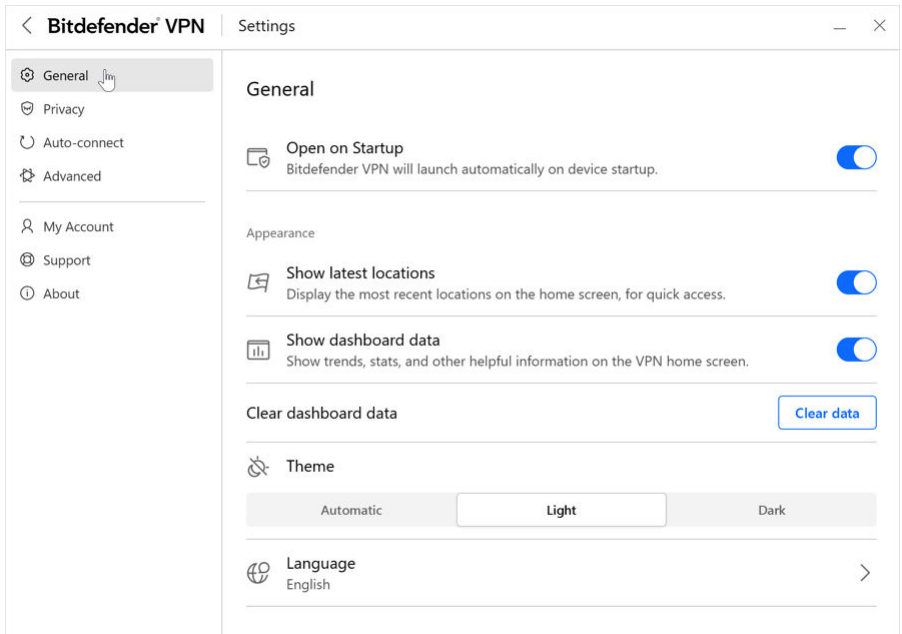 Bitdefender VPN
Settings
General
Privacy
Auto-connect
Advanced
My Account
Support
About
General
Open on Startup
Bitdefender VPN will launch automatically on device startup.
Appearance
Show latest locations
Display the most recent locations on the home screen, for quick access.
Show dashboard data
Show trends, stats, and other helpful information on the VPN home screen.
Clear dashboard data
Clear data
Theme
Automatic
Light
Dark
Language
English